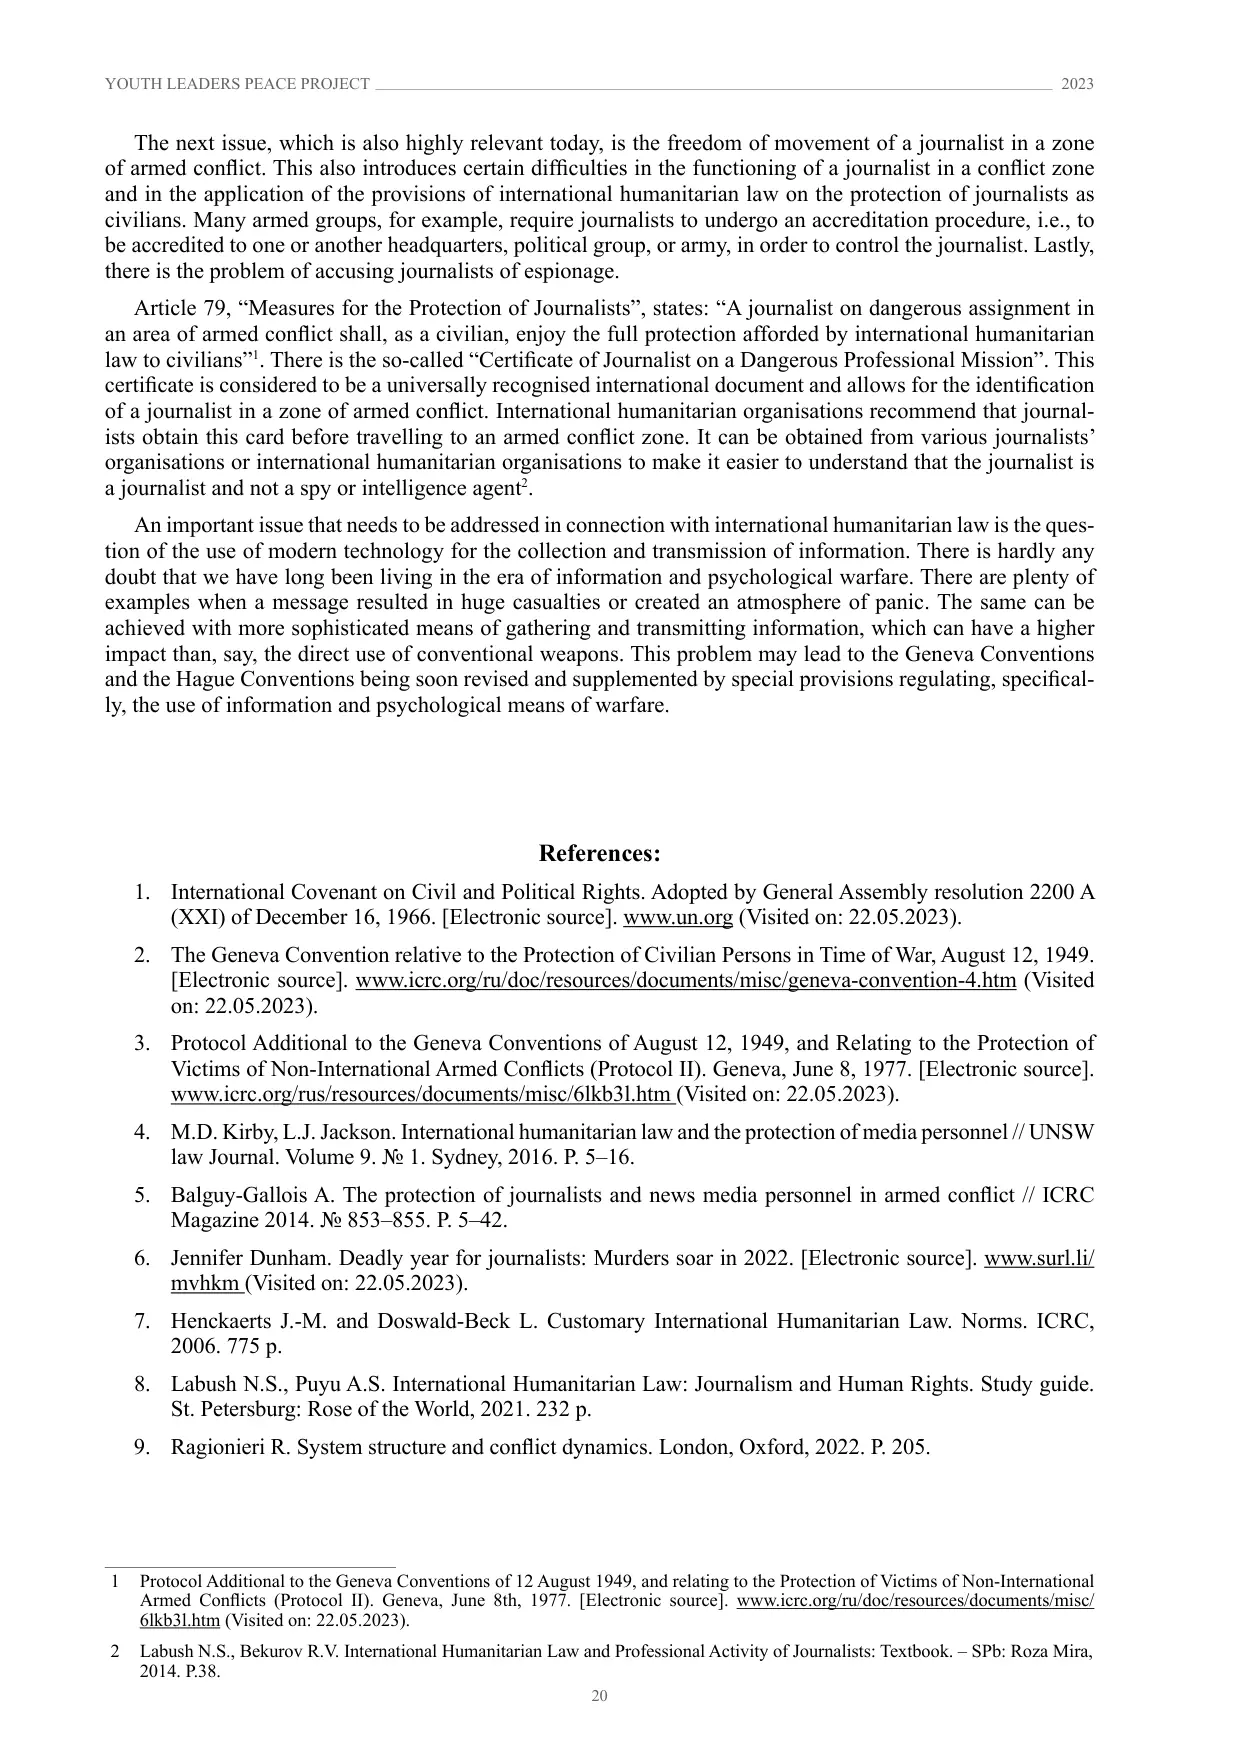 YOUTH LEADERS PEACE PROJECT 2023
The next issue, which is also highly relevant today, is the freedom of movement of a journalist in a zone
of armed conflict. This also introduces certain difficulties in the functioning of a journalist in a conflict zone
and in the application of the provisions of international humanitarian law on the protection of journalists as
civilians. Many armed groups, for example, require journalists to undergo an accreditation procedure, i.e., to
be accredited to one or another headquarters, political group, or army, in order to control the journalist. Lastly,
there is the problem of accusing journalists of espionage.
Article 79, “Measures for the Protection of Journalists”, states: “A journalist on dangerous assignment in
an area of armed conflict shall, as a civilian, enjoy the full protection afforded by international humanitarian
law to civilians”1. There is the so-called “Certificate of Journalist on a Dangerous Professional Mission”. This
certificate is considered to be a universally recognised international document and allows for the identification
of a journalist in a zone of armed conflict. International humanitarian organisations recommend that journal-
ists obtain this card before travelling to an armed conflict zone. It can be obtained from various journalists’
organisations or international humanitarian organisations to make it easier to understand that the journalist is
a journalist and not a spy or intelligence agent2.
An important issue that needs to be addressed in connection with international humanitarian law is the ques-
tion of the use of modern technology for the collection and transmission of information. There is hardly any
doubt that we have long been living in the era of information and psychological warfare. There are plenty of
examples when a message resulted in huge casualties or created an atmosphere of panic. The same can be
achieved with more sophisticated means of gathering and transmitting information, which can have a higher
impact than, say, the direct use of conventional weapons. This problem may lead to the Geneva Conventions
and the Hague Conventions being soon revised and supplemented by special provisions regulating, specifical-
ly, the use of information and psychological means of warfare.
References:
1. International Covenant on Civil and Political Rights. Adopted by General Assembly resolution 2200 A
(XXI) of December 16, 1966. [Electronic source]. www.un.org (Visited on: 22.05.2023).
2. The Geneva Convention relative to the Protection of Civilian Persons in Time of War, August 12, 1949.
[Electronic source]. www.icrc.org/ru/doc/resources/documents/misc/geneva-convention-4.htm (Visited
on: 22.05.2023).
3. Protocol Additional to the Geneva Conventions of August 12, 1949, and Relating to the Protection of
Victims of Non-International Armed Conflicts (Protocol II). Geneva, June 8, 1977. [Electronic source].
www.icrc.org/rus/resources/documents/misc/6lkb3l.htm (Visited on: 22.05.2023).
4. M.D. Kirby, L.J. Jackson. International humanitarian law and the protection of media personnel // UNSW
law Journal. Volume 9. № 1. Sydney, 2016. P. 5–16.
5. Balguy-Gallois A. The protection of journalists and news media personnel in armed conflict // ICRC
Magazine 2014. № 853–855. P. 5–42.
6. Jennifer Dunham. Deadly year for journalists: Murders soar in 2022. [Electronic source]. www.surl.li/
mvhkm (Visited on: 22.05.2023).
7. Henckaerts J.-M. and Doswald-Beck L. Customary International Humanitarian Law. Norms. ICRC,
2006. 775 p.
8. Labush N.S., Puyu A.S. International Humanitarian Law: Journalism and Human Rights. Study guide.
St. Petersburg: Rose of the World, 2021. 232 p.
9. Ragionieri R. System structure and conflict dynamics. London, Oxford, 2022. P. 205.
1 Protocol Additional to the Geneva Conventions of 12 August 1949, and relating to the Protection of Victims of Non-International
Armed Conflicts (Protocol II). Geneva, June 8th, 1977. [Electronic source]. www.icrc.org/ru/doc/resources/documents/misc/
6lkb3l.htm (Visited on: 22.05.2023).
2 Labush N.S., Bekurov R.V. International Humanitarian Law and Professional Activity of Journalists: Textbook. – SPb: Roza Mira,
2014. P.38.
20